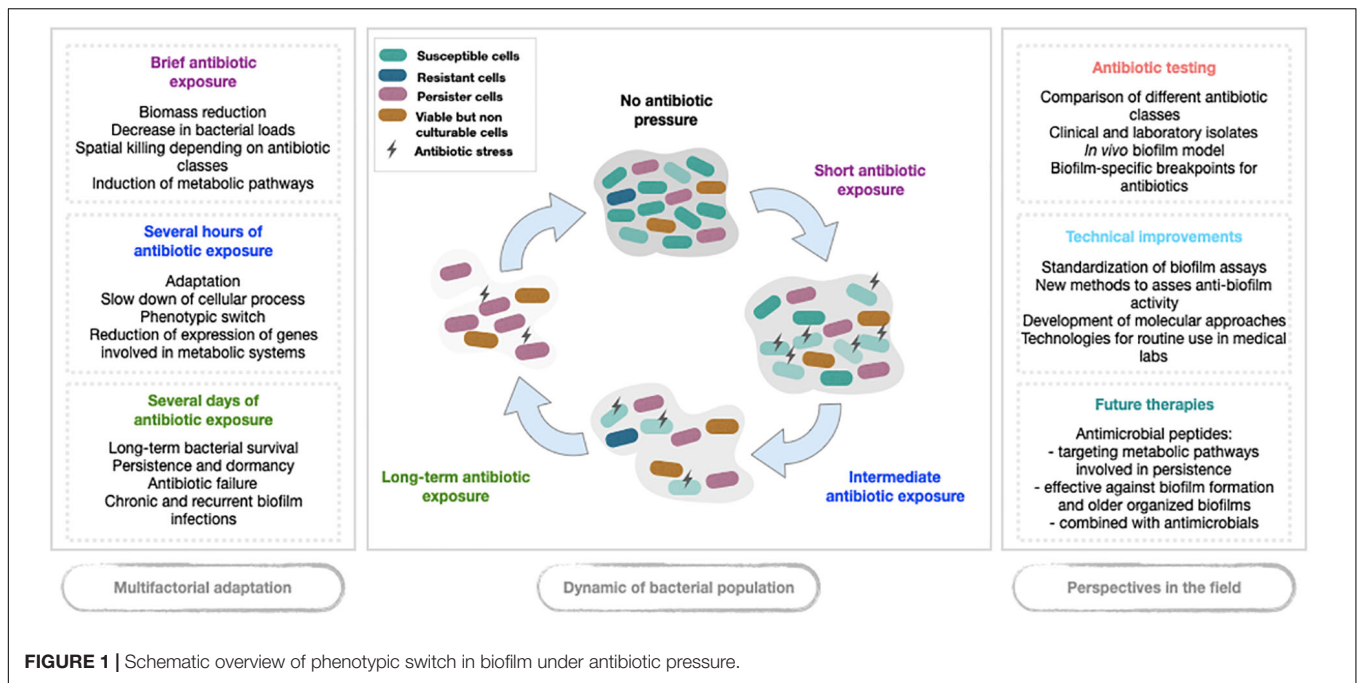 Brief antibiotic
exposure
Biomass reduction
Decrease in bacterial loads
Spatial killing depending on antibiotic
classes
Induction of metabolic pathways
Several hours of
antibiotic exposure
Adaptation
Slow down of cellular process
Phenotypic switch
Reduction of expression of genes
involved in metabolic systems
Several days of
antibiotic exposure
Long-term bacterial survival
Persistence and dormancy
Antibiotic failure
Chronic and recurrent biofilm
infections
Multifactorial adaptation
Susceptible cells
Resistant cells
Persister cells
Viable but non
culturable cells
Antibiotic stress
No antibiotic
pressure
Short antibiotic
exposure
Intermediate
antibiotic exposure
Long-term antibiotic
exposure
Dynamic of bacterial population
Antibiotic testing
Comparison of different antibiotic
classes
Clinical and laboratory isolates
In vivo biofilm model
Biofilm-specific breakpoints for
antibiotics
Technical improvements
Standardization of biofilm assays
New methods to asses anti-biofilm
activity
Development of molecular approaches
Technologies for routine use in medical
labs
Future therapies
Antimicrobial peptides:
- targeting metabolic pathways
involved in persistence
- effective against biofilm formation
and older organized biofilms
- combined with antimicrobials
Perspectives in the field
FIGURE 1 | Schematic overview of phenotypic switch in biofilm under antibiotic pressure.